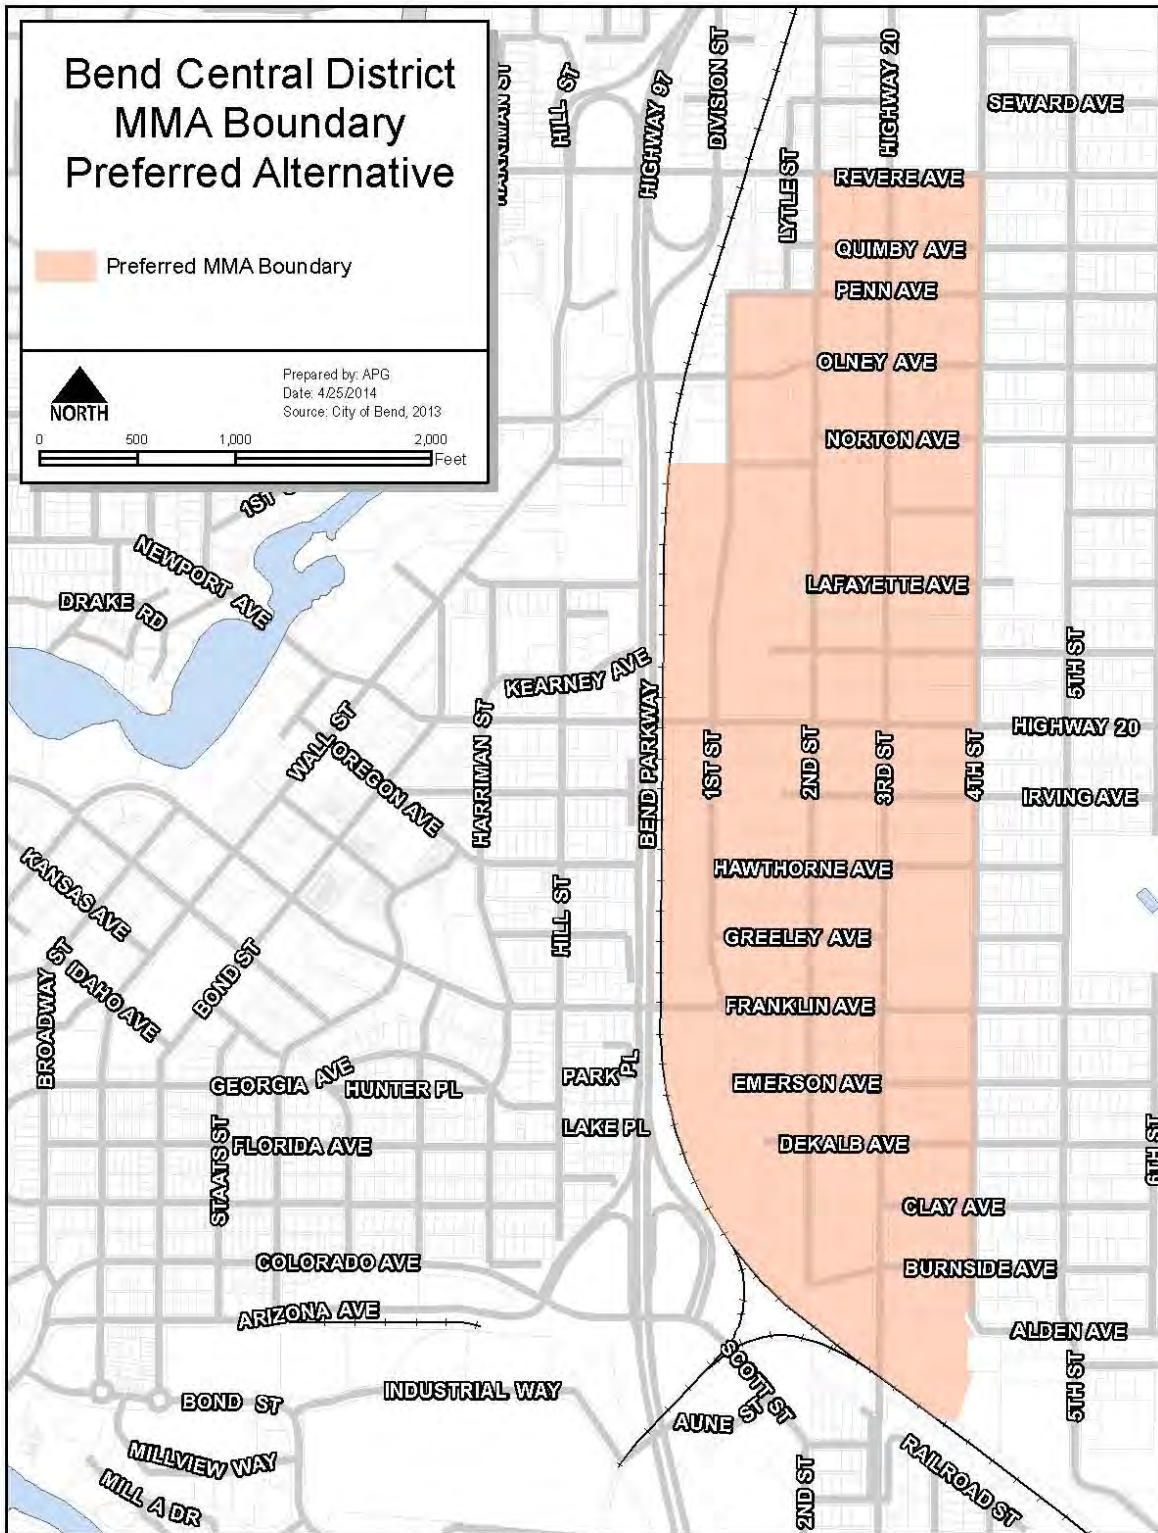 Bend Central District
MMA Boundary
Preferred Alternative
Preferred MMA Boundary
NORTH
Prepared by: APG
Date: 4/25/2014
Source: City of Bend, 2013
0 500 1,000 2,000
Feet
HARRIMAN ST
HILL ST
HIGHWAY 97
DIVISION ST
HIGHWAY 20
SEWARD AVE
LYTLE ST
REVERE AVE
QUIMBY AVE
PENN AVE
OLNEY AVE
NORTON AVE
1ST
NEWPORT AVE
DRAKE RD
LAFAYETTE AVE
5TH ST
KEARNEY AVE
BEND PARKWAY
HIGHWAY 20
WALL ST
OREGON AVE
HARRIMAN ST
1ST ST
2ND ST
3RD ST
4TH ST
IRVING AVE
KANSAS AVE
HAWTHORNE AVE
HILL ST
GREELEY AVE
BROADWAY ST
IDAHO AVE
BOND ST
FRANKLIN AVE
GEORGIA AVE
HUNTER PL
PARK PL
EMERSON AVE
LAKE PL
STAATS ST
FLORIDA AVE
DEKALB AVE
6TH ST
CLAY AVE
COLORADO AVE
BURNSIDE AVE
ARIZONA AVE
ALDEN AVE
SCOTT ST
5TH ST
BOND ST
INDUSTRIAL WAY
AUNE ST
MILLVIEW WAY
MILL A DR
2ND ST
RAILROAD ST